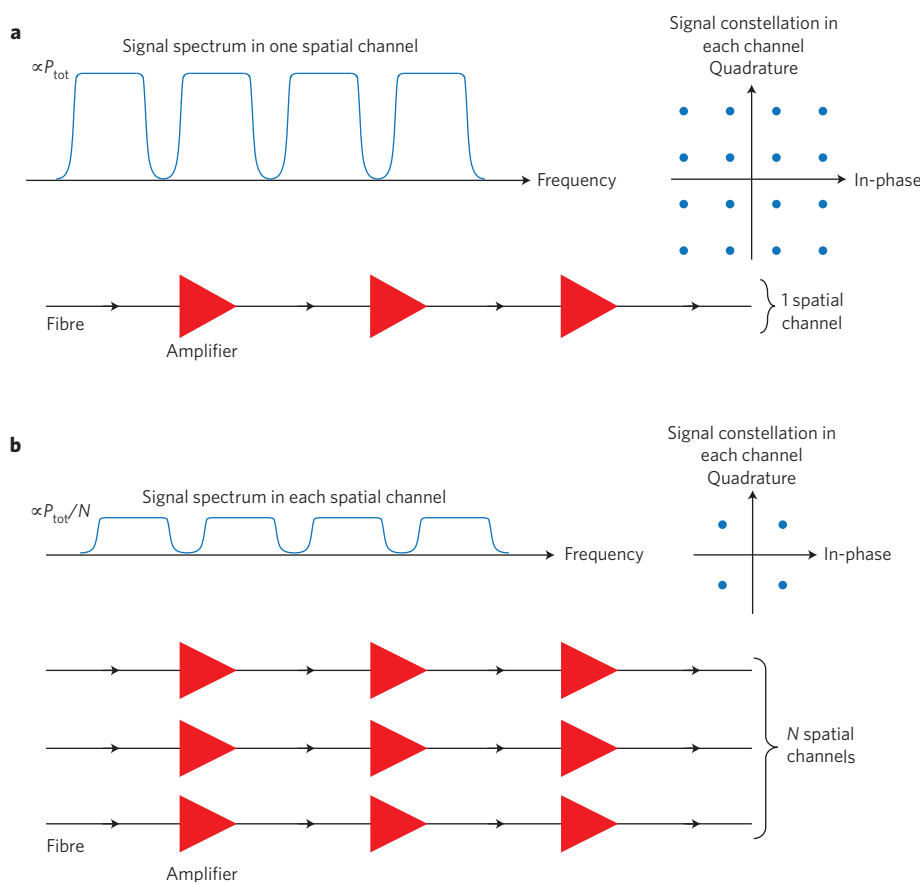 a
Signal spectrum in one spatial channel
∝P_tot
Frequency
Signal constellation in
each channel
Quadrature
In-phase
Fibre
Amplifier
1 spatial
channel
b
Signal spectrum in each spatial channel
∝P_tot/N
Frequency
Signal constellation in
each channel
Quadrature
In-phase
N spatial
channels
Fibre
Amplifier